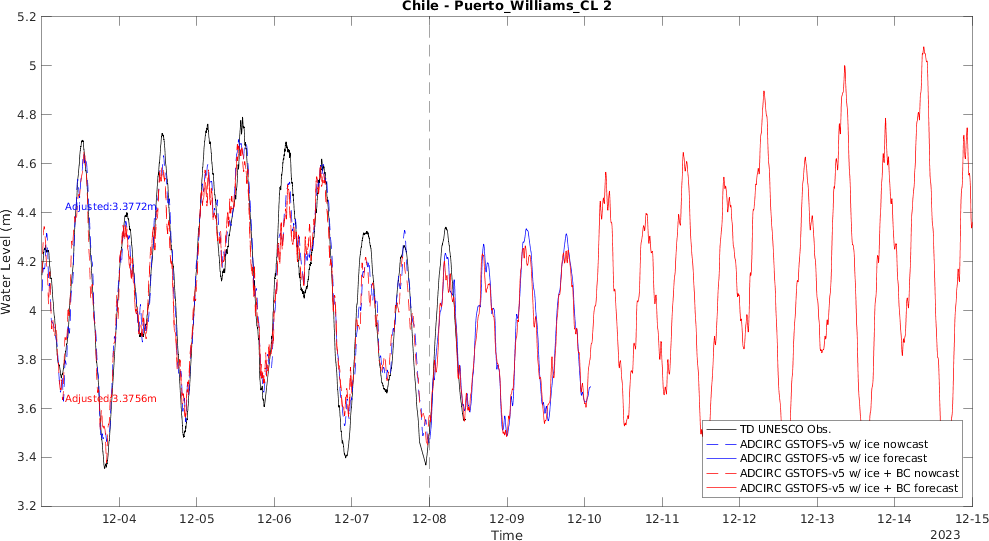 Chile - Puerto_Williams_CL 2
Water Level (m)
5.2
5
4.8
4.6
4.4
4.2
4
3.8
3.6
3.4
3.2
Adjusted:3.3772m
Adjusted:3.3756m
TD UNESCO Obs.
ADCIRC GSTOFS-v5 w/ ice nowcast
ADCIRC GSTOFS-v5 w/ ice forecast
ADCIRC GSTOFS-v5 w/ ice + BC nowcast
ADCIRC GSTOFS-v5 w/ ice + BC forecast
12-04 12-05 12-06 12-07 12-08 12-09 12-10 12-11 12-12 12-13 12-14 12-15
Time
2023